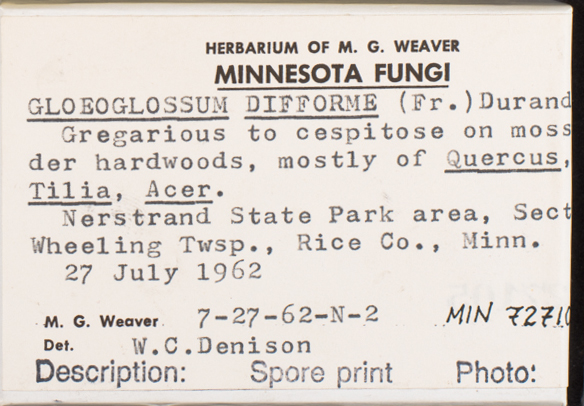 HERBARIUM OF M. G. WEAVER
MINNESOTA FUNGI
GLOEOGLOSSUM DIFFORME (Fr.)Durand
Gregarious to cespitose on moss
der hardwoods, mostly of Quercus,
Tilia, Acer.
Nerstrand State Park area, Sect
Wheeling Twsp., Rice Co., Minn.
27 July 1962
M. G. Weaver 7-27-62-N-2 MIN 72710
Det. W.C.Denison
Description: Spore print Photo: